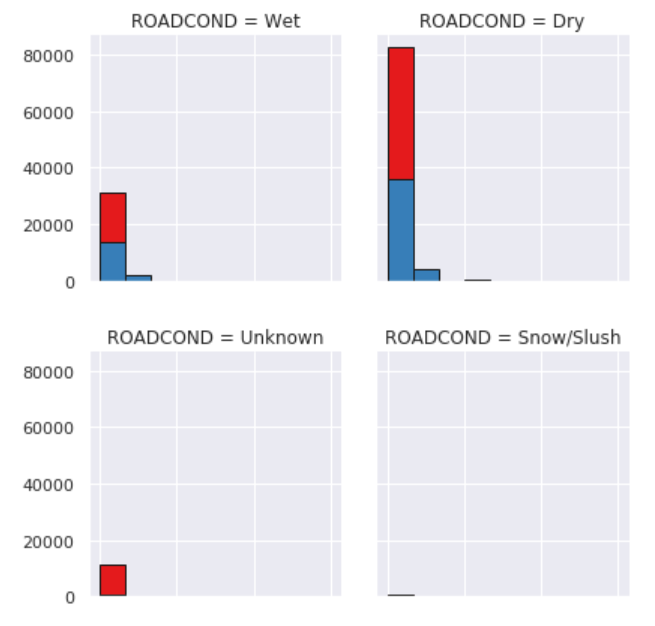 ROADCOND = Wet
ROADCOND = Dry
80000
60000
40000
20000
0
ROADCOND = Unknown
ROADCOND = Snow/Slush
80000
60000
40000
20000
0